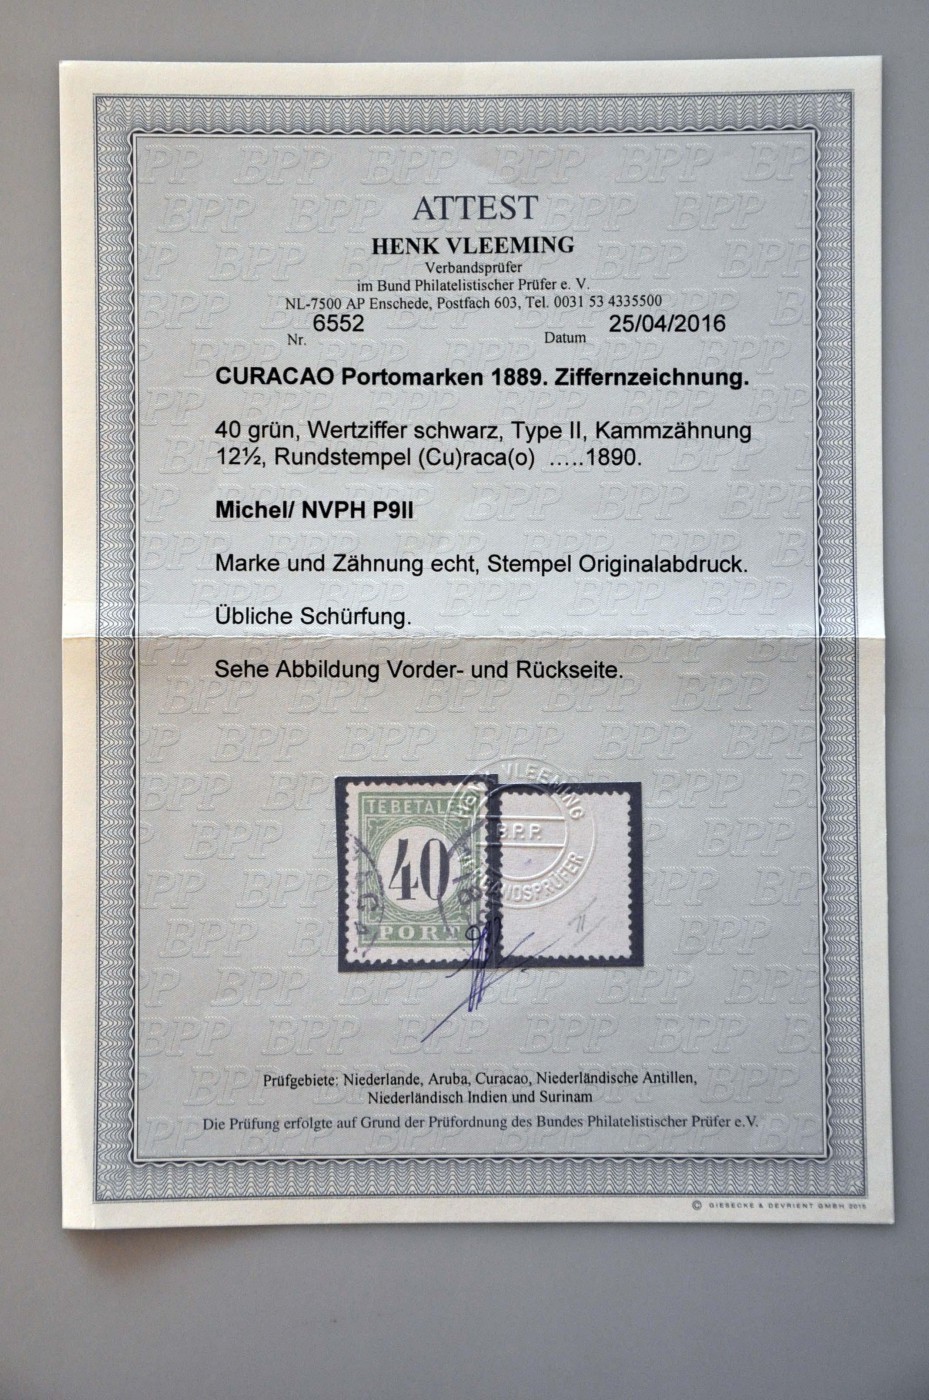 ATTEST
HENK VLEEMING
Verbandsprüfer
im Bund Philatelistischer Prüfer e. V.
NL-7500 AP Enschede, Postfach 603, Tel. 0031 53 4335500
Nr. 6552 Datum 25/04/2016
CURACAO Portomarken 1889. Ziffernzeichnung.
40 grün, Wertziffer schwarz, Type II, Kammzähnung
12½, Rundstempel (Cu)raca(o) …..1890.
Michel/ NVPH P9II
Marke und Zähnung echt, Stempel Originalabdruck.
Übliche Schürfung.
Sehe Abbildung Vorder- und Rückseite.
TE BETALEN
40
PORT
HENK VLEEMING
B.P.P.
VERBANDSPRÜFER
Prüfgebiete: Niederlande, Aruba, Curacao, Niederländische Antillen,
Niederländisch Indien und Surinam
Die Prüfung erfolgte auf Grund der Prüfordnung des Bundes Philatelistischer Prüfer e.V.
© GIESECKE & DEVRIENT GMBH 2015